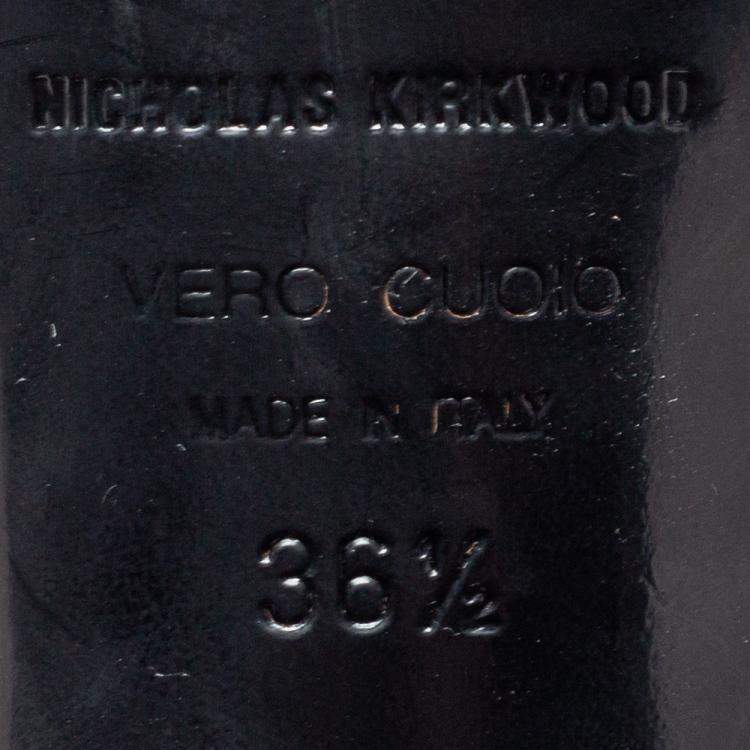 NICHOLAS KIRKWOOD
VERO CUOIO
MADE IN ITALY
36½